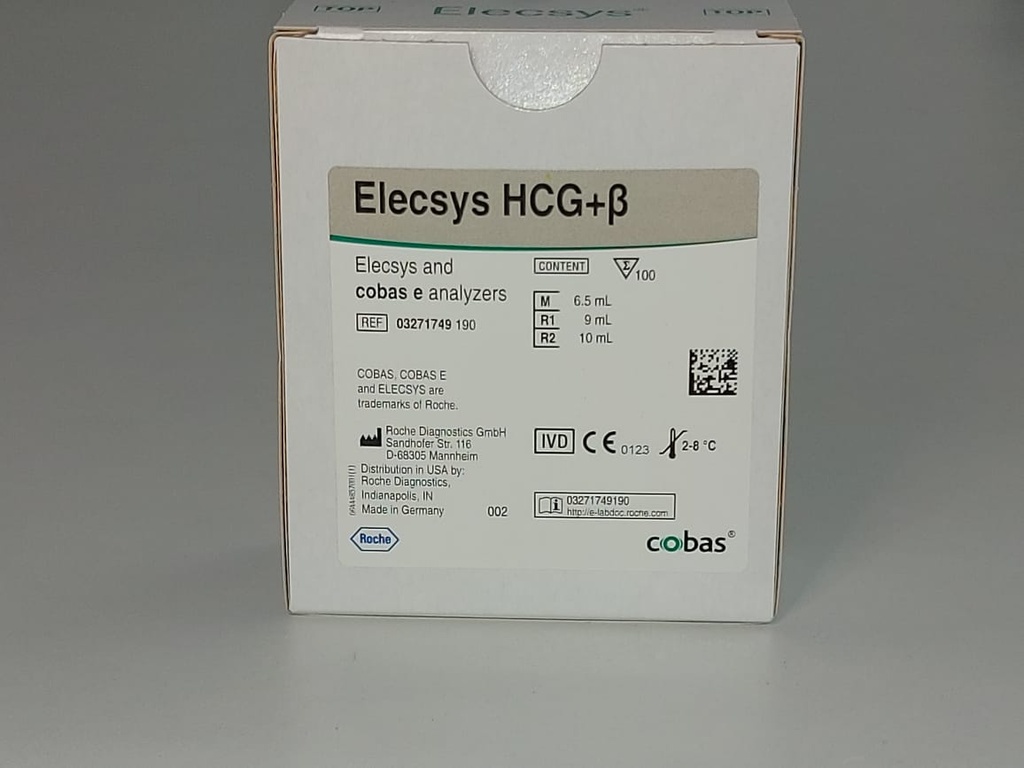 TOP Elecsys® TOP
Elecsys HCG+β
Elecsys and
cobas e analyzers
REF 03271749 190
CONTENT Σ 100
M 6.5 mL
R1 9 mL
R2 10 mL
COBAS, COBAS E
and ELECSYS are
trademarks of Roche.
Roche Diagnostics GmbH
Sandhofer Str. 116
D-68305 Mannheim
Distribution in USA by:
Roche Diagnostics,
Indianapolis, IN
Made in Germany 002
IVD CE 0123 2-8 °C
03271749190
http://e-labdoc.roche.com
Roche
cobas®